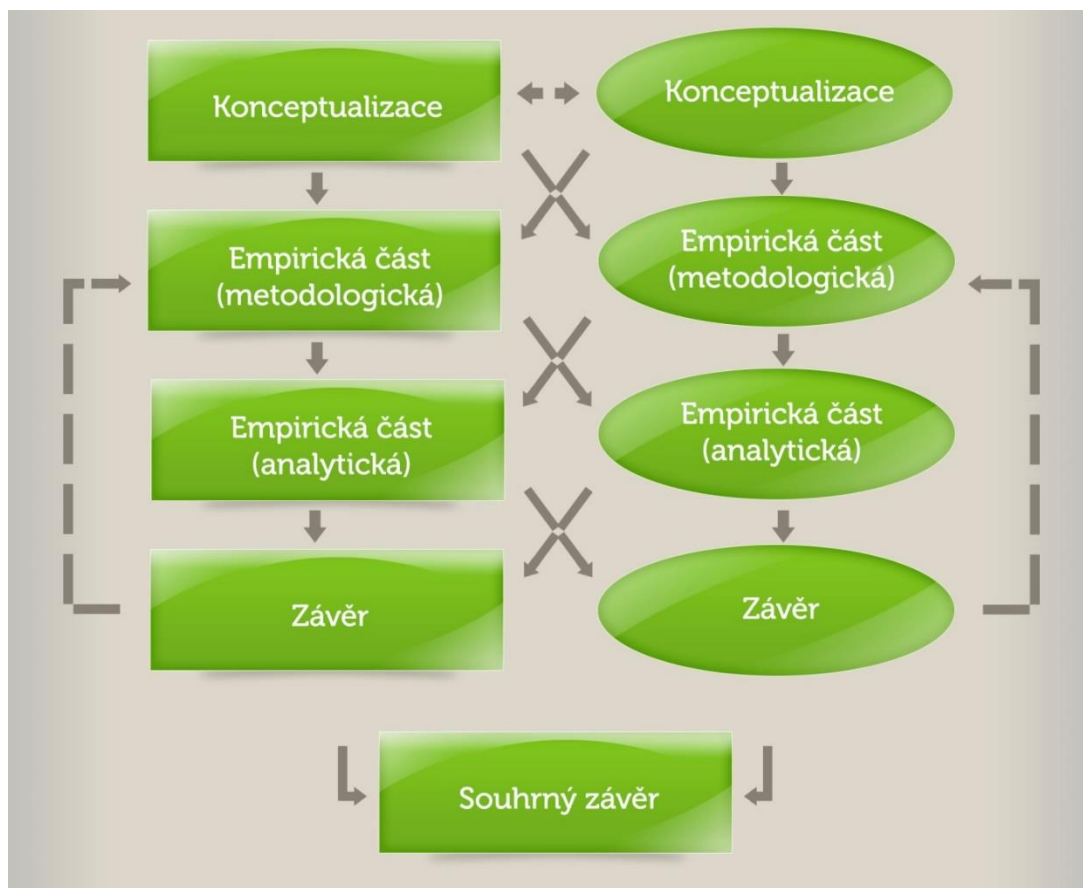 Konceptualizace
Konceptualizace
Empirická část
(metodologická)
Empirická část
(metodologická)
Empirická část
(analytická)
Empirická část
(analytická)
Závěr
Závěr
Souhrný závěr